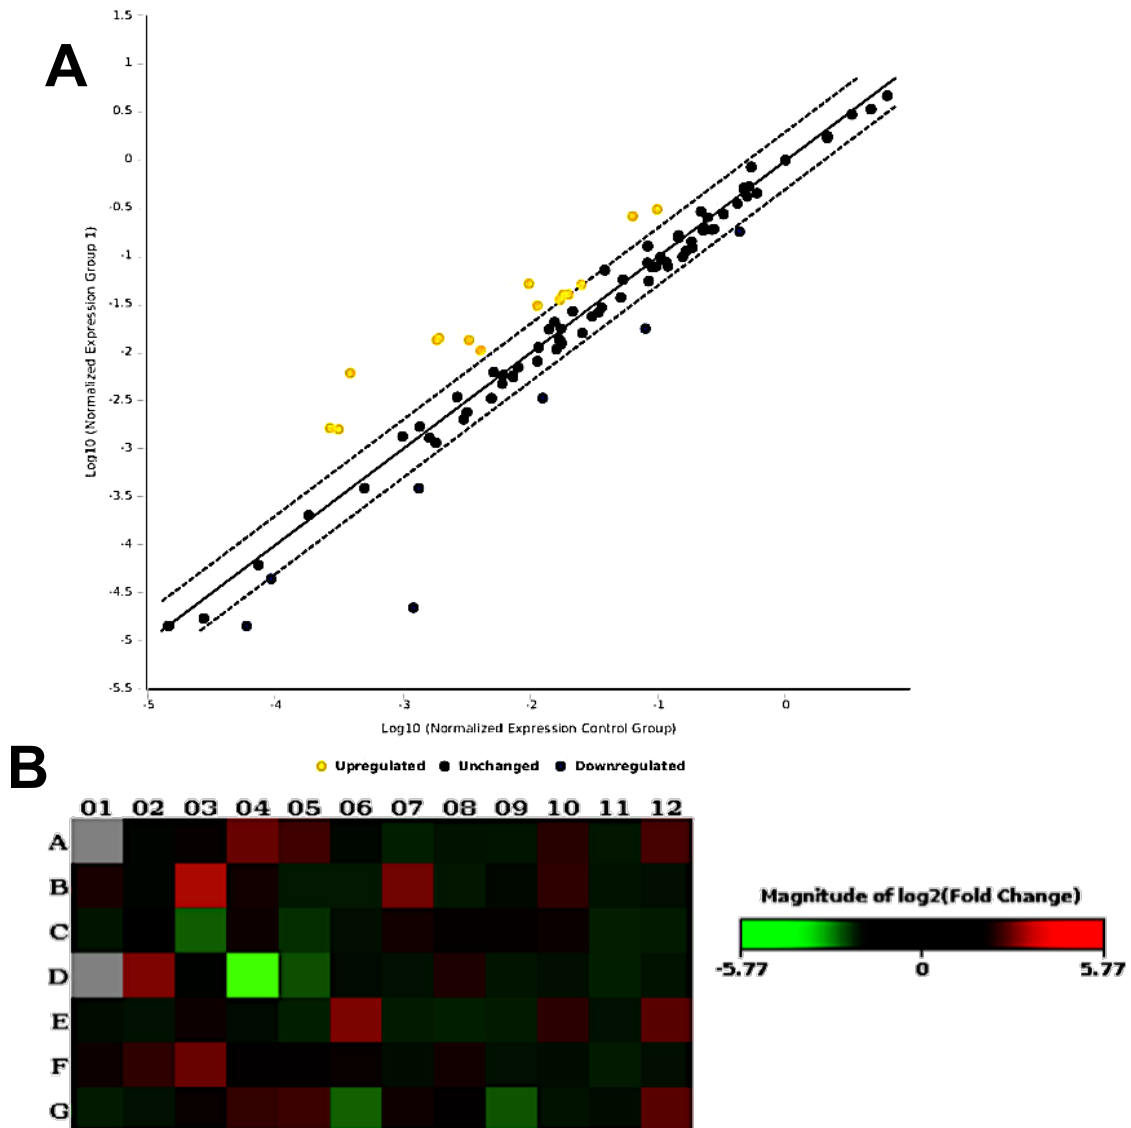 A
1.5
1
0.5
0
-0.5
-1
-1.5
-2
-2.5
-3
-3.5
-4
-4.5
-5
-5.5
Log10 (Normalized Expression Group 1)
-5 -4 -3 -2 -1 0
Log10 (Normalized Expression Control Group)
Upregulated Unchanged Downregulated
B
01 02 03 04 05 06 07 08 09 10 11 12
A
B
C
D
E
F
G
Magnitude of log2(Fold Change)
-5.77 0 5.77